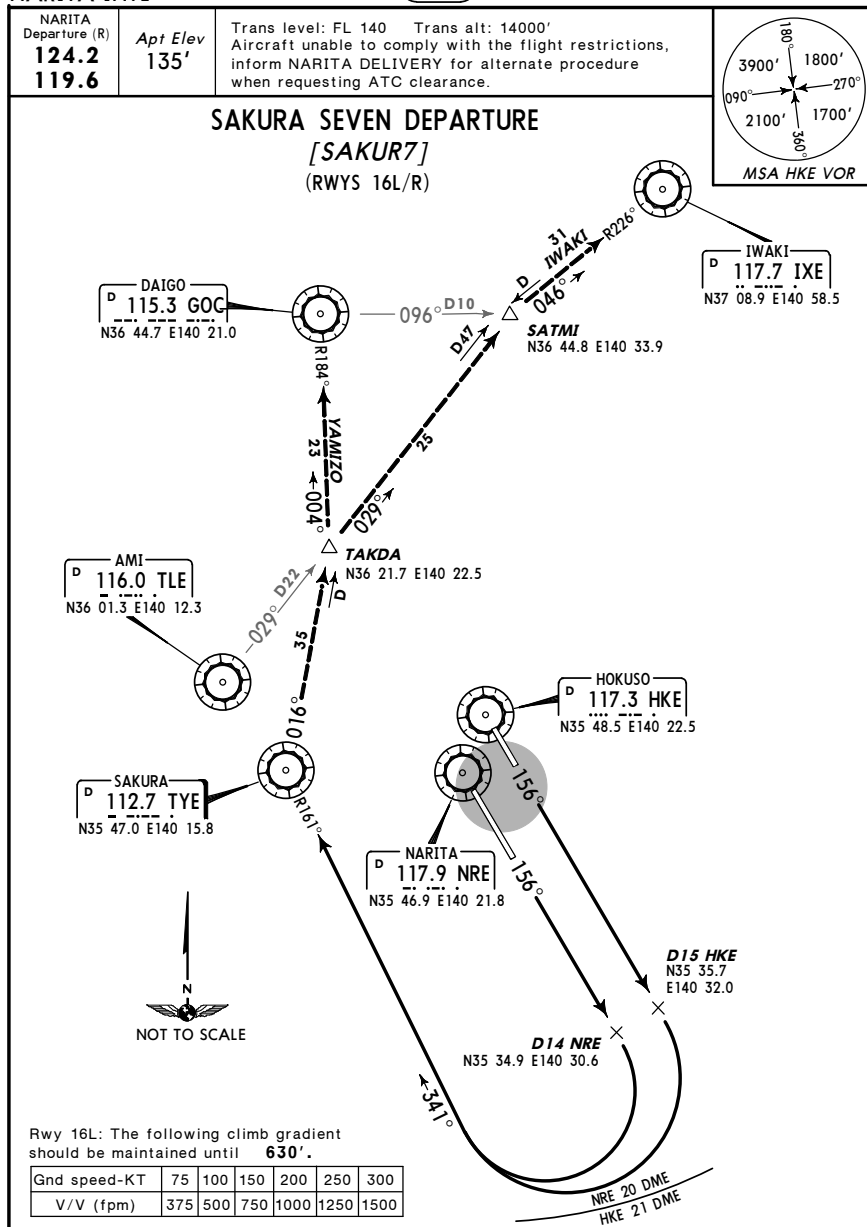 NARITA
Departure (R)
124.2
119.6
Apt Elev
135'
Trans level: FL 140 Trans alt: 14000'
Aircraft unable to comply with the flight restrictions,
inform NARITA DELIVERY for alternate procedure
when requesting ATC clearance.
180°
3900' 1800'
090° 270°
2100' 1700'
360°
MSA HKE VOR
SAKURA SEVEN DEPARTURE
[SAKUR7]
(RWYS 16L/R)
IWAKI
D 117.7 IXE
N37 08.9 E140 58.5
R226°
31
IWAKI
D
046°
DAIGO
D 115.3 GOC
N36 44.7 E140 21.0
096° D10
SATMI
N36 44.8 E140 33.9
D47
R184°
YAMIZO
23
004°
25
029°
TAKDA
N36 21.7 E140 22.5
AMI
D 116.0 TLE
N36 01.3 E140 12.3
029° D22
D
35
016°
HOKUSO
D 117.3 HKE
N35 48.5 E140 22.5
156°
SAKURA
D 112.7 TYE
N35 47.0 E140 15.8
R161°
NARITA
D 117.9 NRE
N35 46.9 E140 21.8
156°
D15 HKE
N35 35.7
E140 32.0
N
NOT TO SCALE
D14 NRE
N35 34.9 E140 30.6
341°
Rwy 16L: The following climb gradient
should be maintained until 630'.
Gnd speed-KT 75 100 150 200 250 300
V/V (fpm) 375 500 750 1000 1250 1500
NRE 20 DME
HKE 21 DME